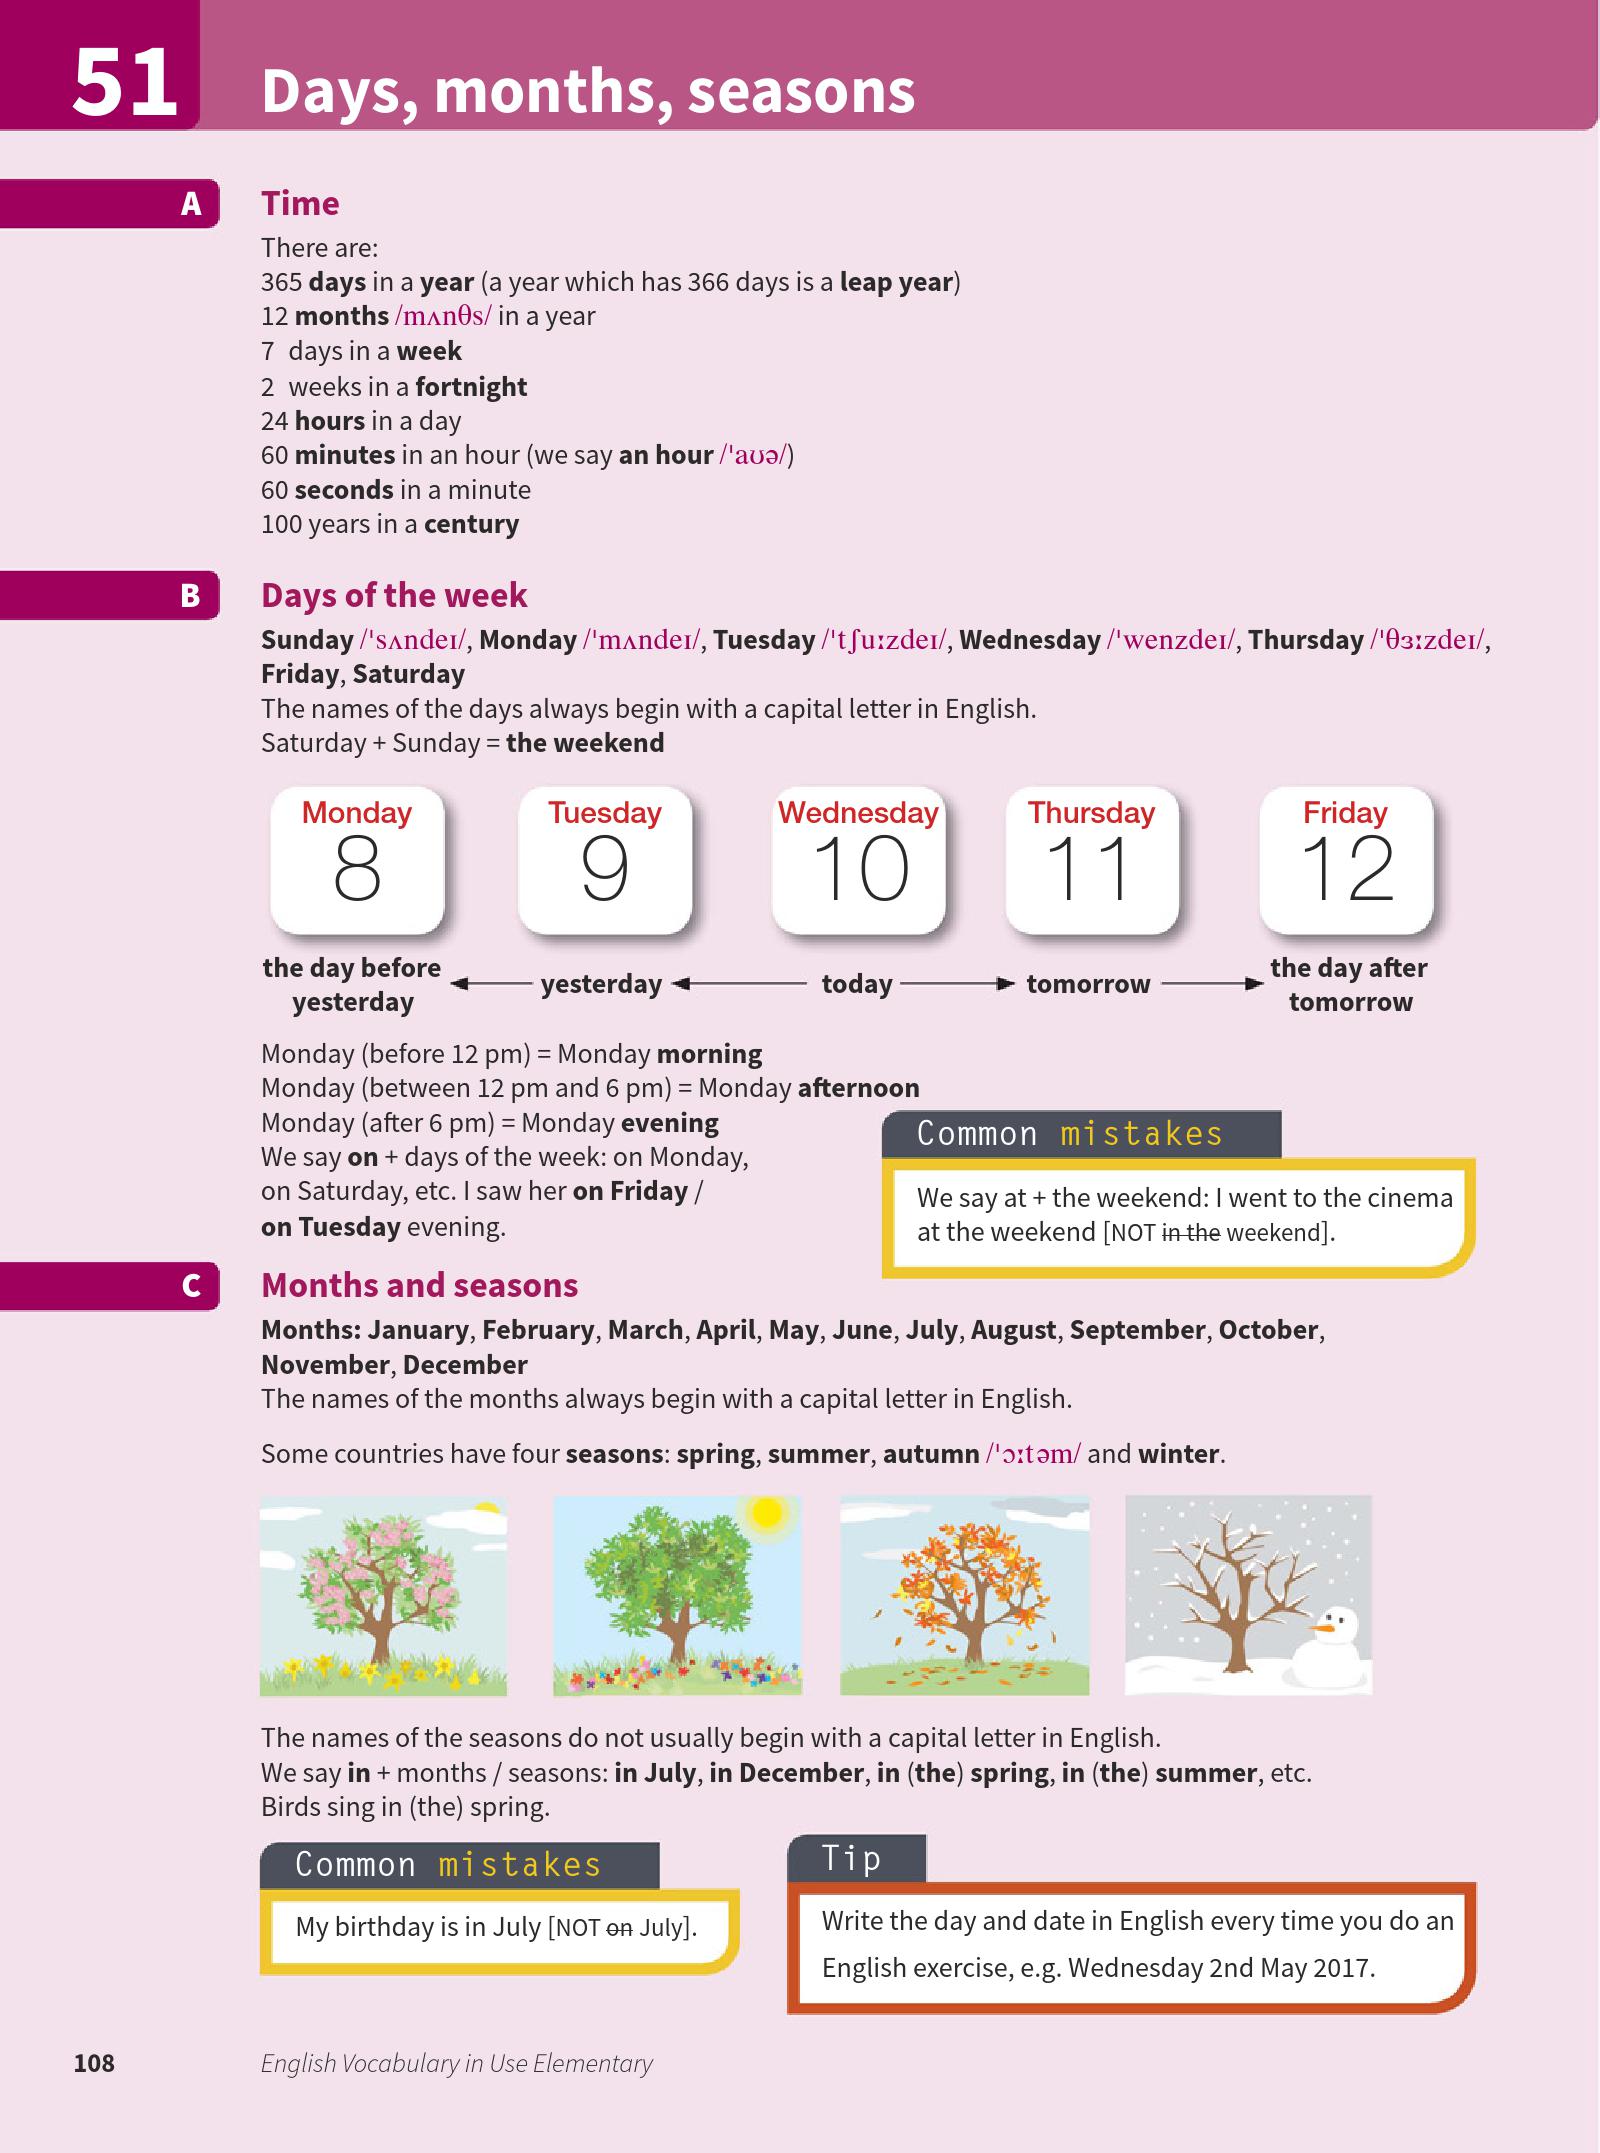 51
Days, months, seasons
A
Time
There are:
365 days in a year (a year which has 366 days is a leap year)
12 months /mʌnθs/ in a year
7 days in a week
2 weeks in a fortnight
24 hours in a day
60 minutes in an hour (we say an hour /ˈaʊə/)
60 seconds in a minute
100 years in a century
B
Days of the week
Sunday /ˈsʌndeɪ/, Monday /ˈmʌndeɪ/, Tuesday /ˈtʃuːzdeɪ/, Wednesday /ˈwenzdeɪ/, Thursday /ˈθɜːzdeɪ/,
Friday, Saturday
The names of the days always begin with a capital letter in English.
Saturday + Sunday = the weekend
Monday Tuesday Wednesday Thursday Friday
8 9 10 11 12
the day before yesterday today tomorrow the day after
yesterday tomorrow
Monday (before 12 pm) = Monday morning
Monday (between 12 pm and 6 pm) = Monday afternoon
Monday (after 6 pm) = Monday evening
We say on + days of the week: on Monday,
on Saturday, etc. I saw her on Friday /
on Tuesday evening.
Common mistakes
We say at + the weekend: I went to the cinema
at the weekend [NOT in the weekend].
C
Months and seasons
Months: January, February, March, April, May, June, July, August, September, October,
November, December
The names of the months always begin with a capital letter in English.
Some countries have four seasons: spring, summer, autumn /ˈɔːtəm/ and winter.
The names of the seasons do not usually begin with a capital letter in English.
We say in + months / seasons: in July, in December, in (the) spring, in (the) summer, etc.
Birds sing in (the) spring.
Common mistakes
My birthday is in July [NOT on July].
Tip
Write the day and date in English every time you do an
English exercise, e.g. Wednesday 2nd May 2017.
108
English Vocabulary in Use Elementary